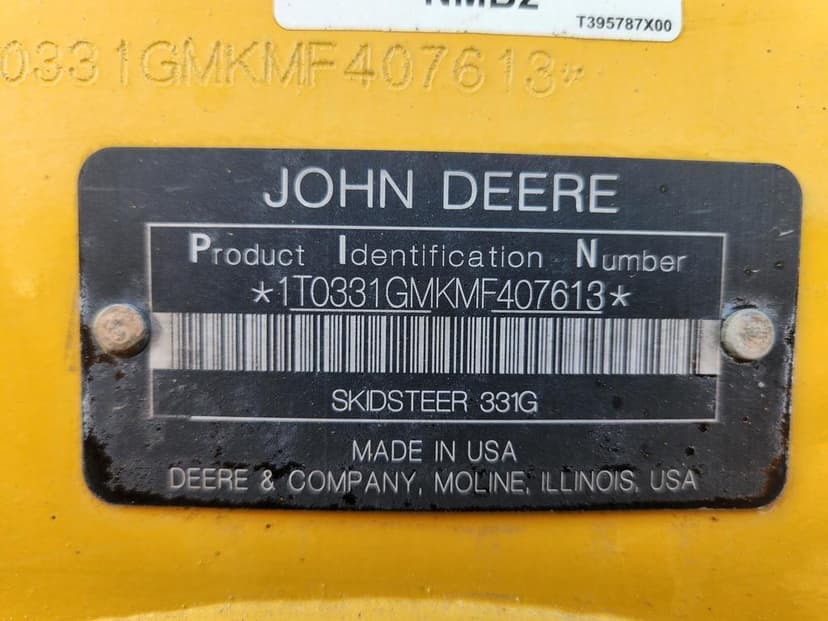 T395787X00
0331GMKMF407613*
JOHN DEERE
Product Identification Number
*1T0331GMKMF407613*
SKIDSTEER 331G
MADE IN USA
DEERE & COMPANY, MOLINE, ILLINOIS, USA